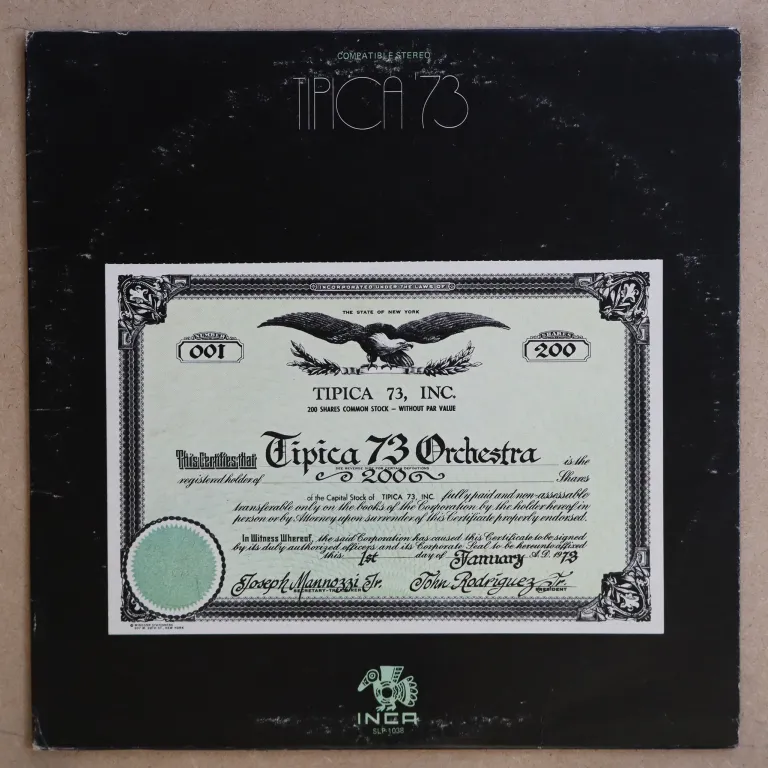 COMPATIBLE STEREO
TIPICA '73
INCORPORATED UNDER THE LAWS OF
THE STATE OF NEW YORK
NUMBER
001
SHARES
200
TIPICA 73, INC.
200 SHARES COMMON STOCK — WITHOUT PAR VALUE
This Certifies that Tipica 73 Orchestra is the
SEE REVERSE SIDE FOR CERTAIN DEFINITIONS
registered holder of 200 Shares
of the Capital Stock of TIPICA 73, INC. fully paid and non-assessable
transferable only on the books of the Corporation by the holder hereof in
person or by Attorney upon surrender of this Certificate properly endorsed.
In Witness Whereof, the said Corporation has caused this Certificate to be signed
by its duly authorized officers and its Corporate Seal to be hereunto affixed
this 1st day of January A.D. 1973
Joseph Mannozzi Jr. John Rodriguez Jr.
SECRETARY-TREASURER PRESIDENT
INCA
SLP 1038